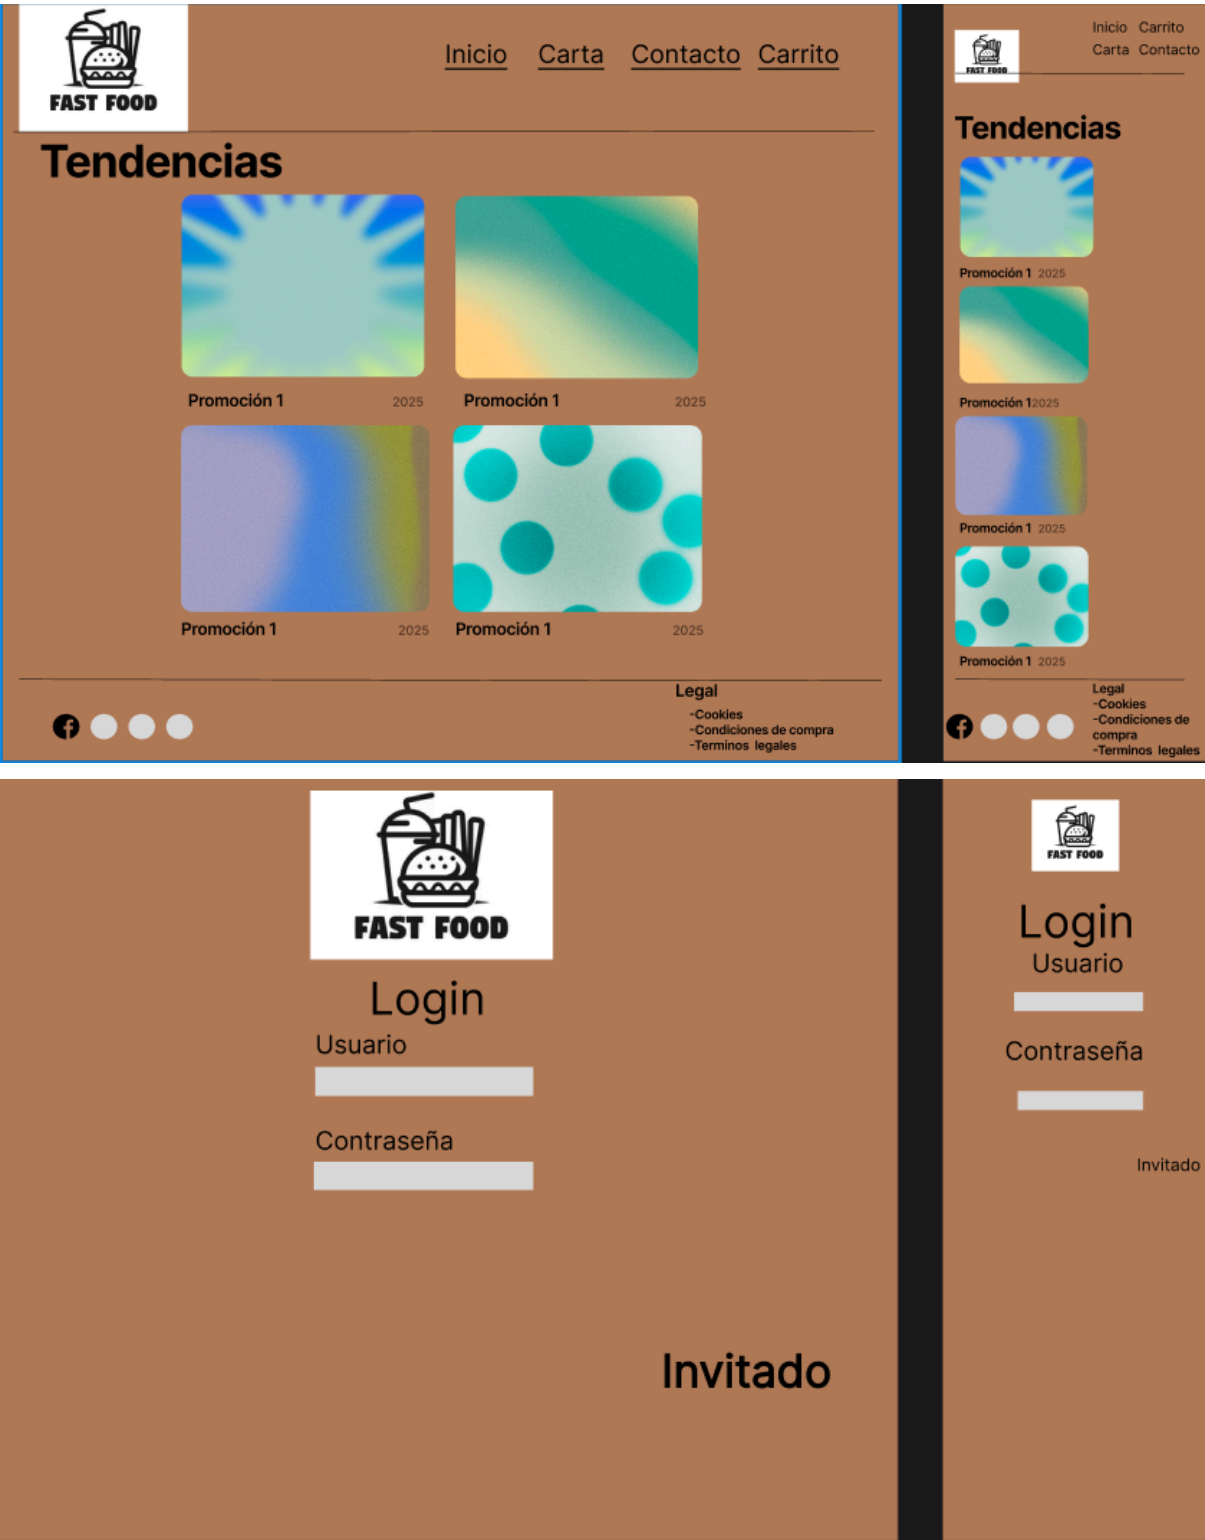 FAST FOOD
Inicio Carta Contacto Carrito
Tendencias
Promoción 1 2025
Promoción 1 2025
Promoción 1 2025
Promoción 1 2025
Legal
-Cookies
-Condiciones de compra
-Terminos legales
FAST FOOD
Inicio Carrito
Carta Contacto
Tendencias
Promoción 1 2025
Promoción 12025
Promoción 1 2025
Promoción 1 2025
Legal
-Cookies
-Condiciones de
compra
-Terminos legales
FAST FOOD
Login
Usuario
Contraseña
Invitado
FAST FOOD
Login
Usuario
Contraseña
Invitado